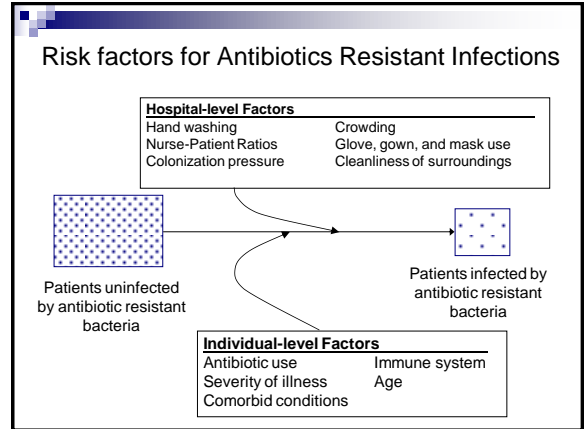 Risk factors for Antibiotics Resistant Infections
Hospital-level Factors
Hand washing Crowding
Nurse-Patient Ratios Glove, gown, and mask use
Colonization pressure Cleanliness of surroundings
Patients uninfected
by antibiotic resistant
bacteria
Patients infected by
antibiotic resistant
bacteria
Individual-level Factors
Antibiotic use Immune system
Severity of illness Age
Comorbid conditions